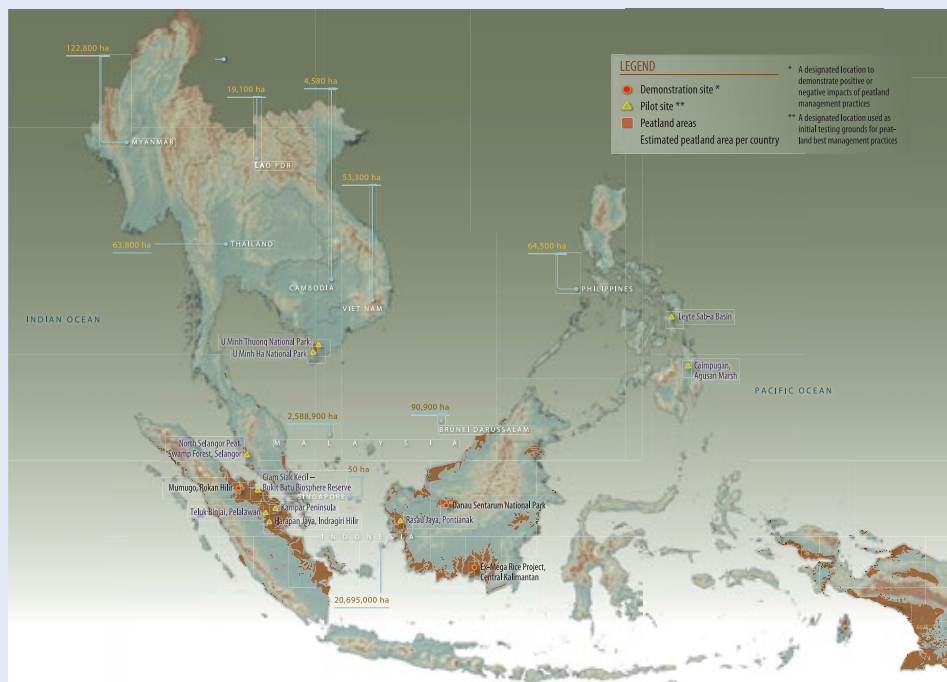 122,800 ha
19,100 ha
4,580 ha
MYANMAR
LAO PDR
53,300 ha
63,800 ha
THAILAND
CAMBODIA
VIET NAM
64,500 ha
PHILIPPINES
LEGEND
Demonstration site *
Pilot site **
Peatland areas
Estimated peatland area per country
* A designated location to
demonstrate positive or
negative impacts of peatland
management practices
** A designated location used as
initial testing grounds for peat-
land best management practices
INDIAN OCEAN
Leyte Sab-a Basin
U Minh Thuong National Park
U Minh Ha National Park
Caimpugan,
Agusan Marsh
PACIFIC OCEAN
2,588,900 ha
90,900 ha
BRUNEI DARUSSALAM
MALAYSIA
North Selangor Peat
Swamp Forest, Selangor
50 ha
Giam Siak Kecil –
Bukit Batu Biosphere Reserve
Mumugo, Rokan Hilir
SINGAPORE
Kampar Peninsula
Teluk Binjai, Pelalawan
Harapan Jaya, Indragiri Hilir
Danau Sentarum National Park
Rasau Jaya, Pontianak
INDONESIA
Ex-Mega Rice Project,
Central Kalimantan
20,695,000 ha